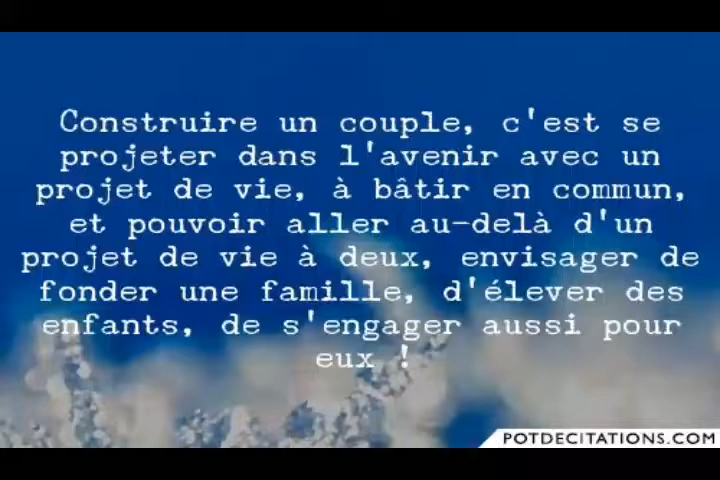 Construire un couple, c'est se
projeter dans l'avenir avec un
projet de vie, à bâtir en commun,
et pouvoir aller au-delà d'un
projet de vie à deux, envisager de
fonder une famille, d'élever des
enfants, de s'engager aussi pour
eux !
POTDECITATIONS.COM